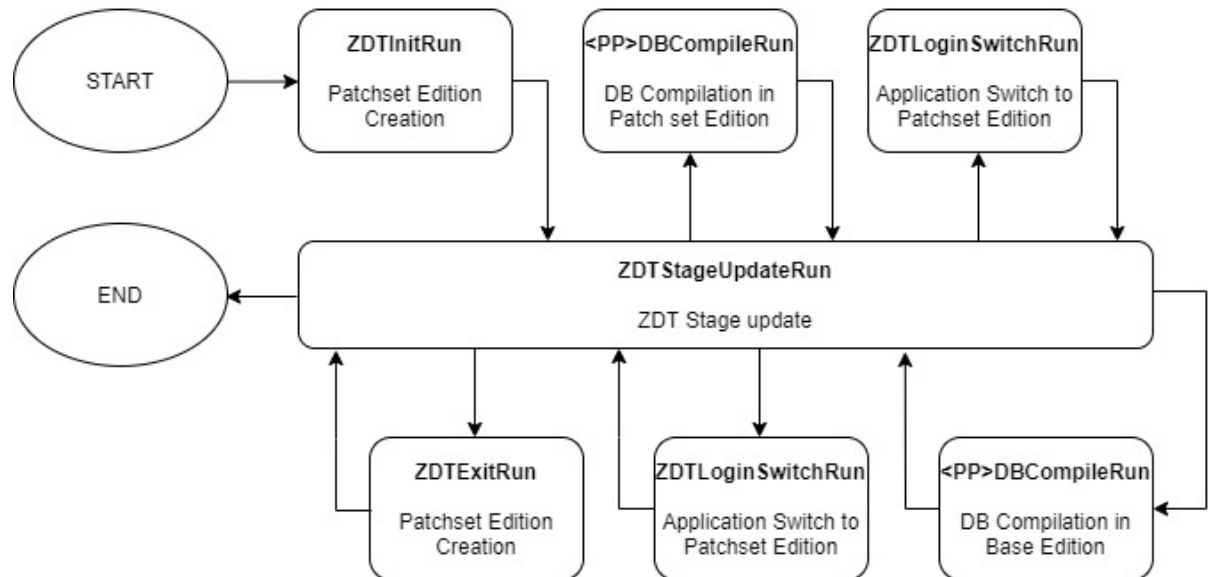 START
ZDTInitRun
Patchset Edition
Creation
<PP>DBCompileRun
DB Compilation in
Patch set Edition
ZDTLoginSwitchRun
Application Switch to
Patchset Edition
END
ZDTStageUpdateRun
ZDT Stage update
ZDTExitRun
Patchset Edition
Creation
ZDTLoginSwitchRun
Application Switch to
Patchset Edition
<PP>DBCompileRun
DB Compilation in
Base Edition